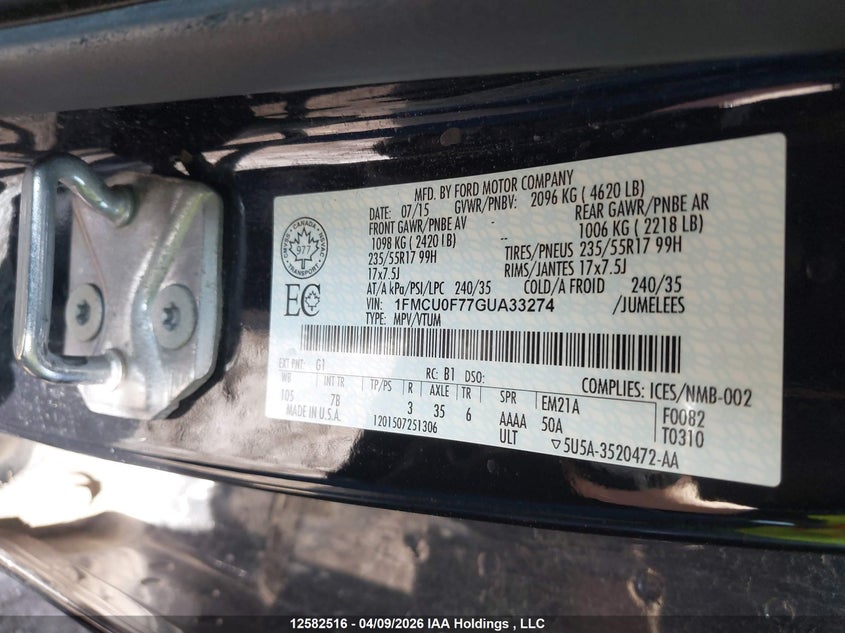 MFD. BY FORD MOTOR COMPANY
DATE: 07/15 GVWR/PNBV: 2096 KG ( 4620 LB)
FRONT GAWR/PNBE AV REAR GAWR/PNBE AR
1098 KG ( 2420 LB) 1006 KG ( 2218 LB)
235/55R17 99H TIRES/PNEUS 235/55R17 99H
17x7.5J RIMS/JANTES 17x7.5J
AT/A kPa/PSI/LPC 240/35 COLD/A FROID 240/35
VIN: 1FMCU0F77GUA33274 /JUMELEES
TYPE: MPV/VTUM
CANADA
977
TRANSPORT
EC
EXT PNT: G1 RC: B1 DSO: COMPLIES: ICES/NMB-002
WB INT TR TP/PS R AXLE TR SPR EM21A F0082
105 7B 3 35 6 AAAA 50A T0310
MADE IN U.S.A. 1201507251306 ULT ▽5U5A-3520472-AA
12582516 - 04/09/2026 IAA Holdings , LLC